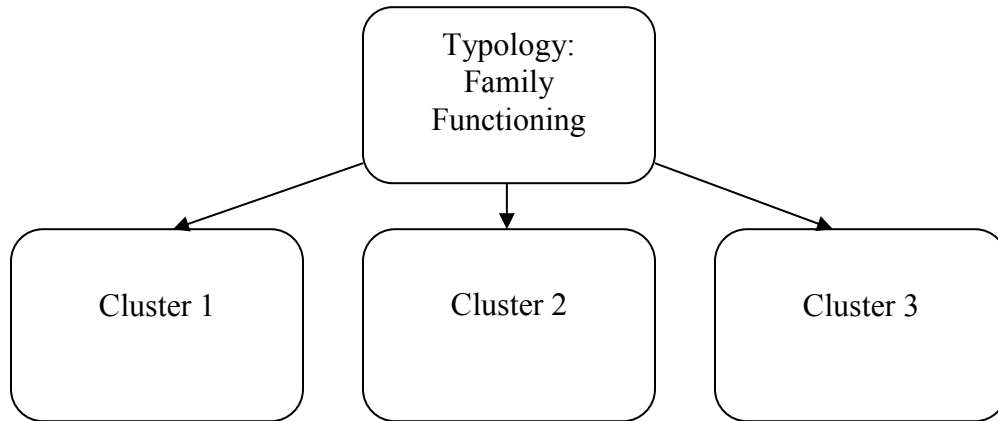 Typology:
Family
Functioning
Cluster 1
Cluster 2
Cluster 3